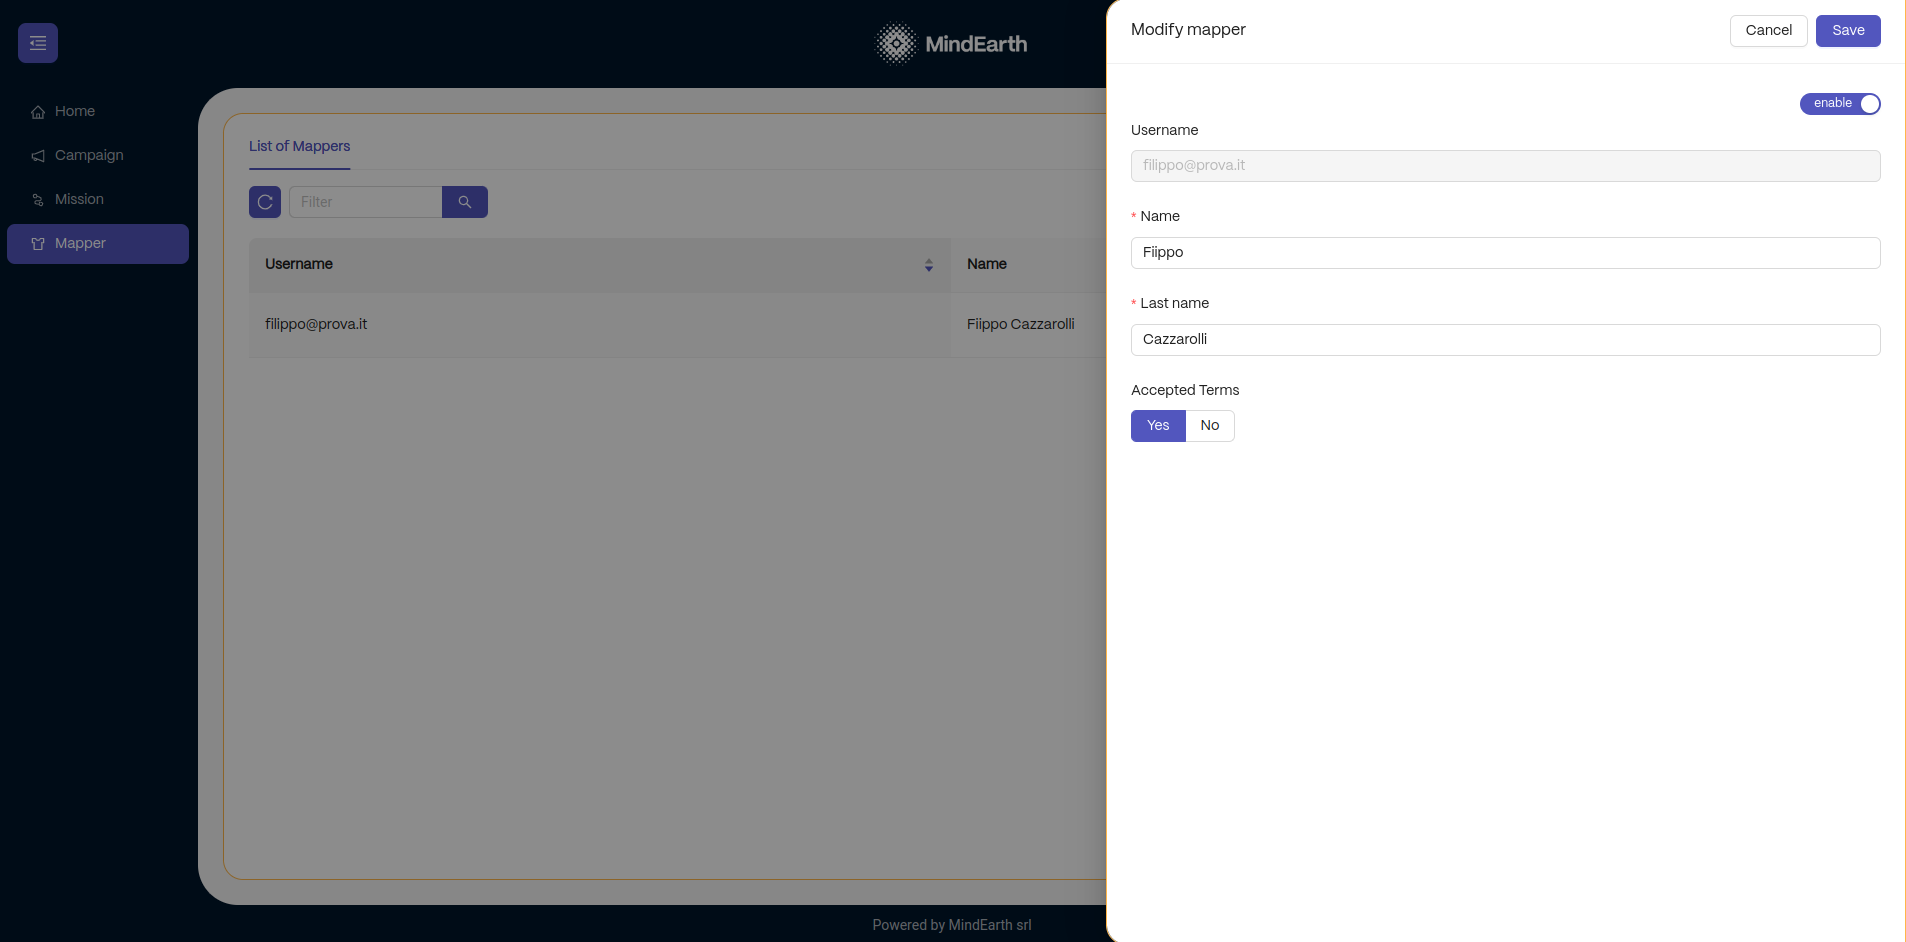 MindEarth
Home
Campaign
Mission
Mapper
List of Mappers
Filter
Username
Name
filippo@prova.it
Fiippo Cazzarolli
Powered by MindEarth srl
Modify mapper
Cancel
Save
enable
Username
filippo@prova.it
* Name
Fiippo
* Last name
Cazzarolli
Accepted Terms
Yes
No